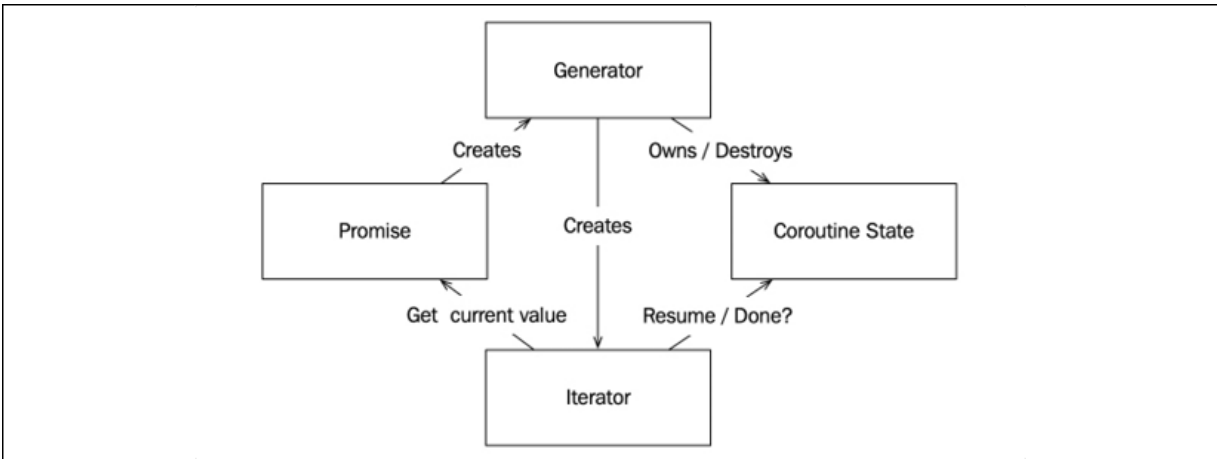 Generator
Creates
Owns / Destroys
Promise
Creates
Coroutine State
Get current value
Resume / Done?
Iterator